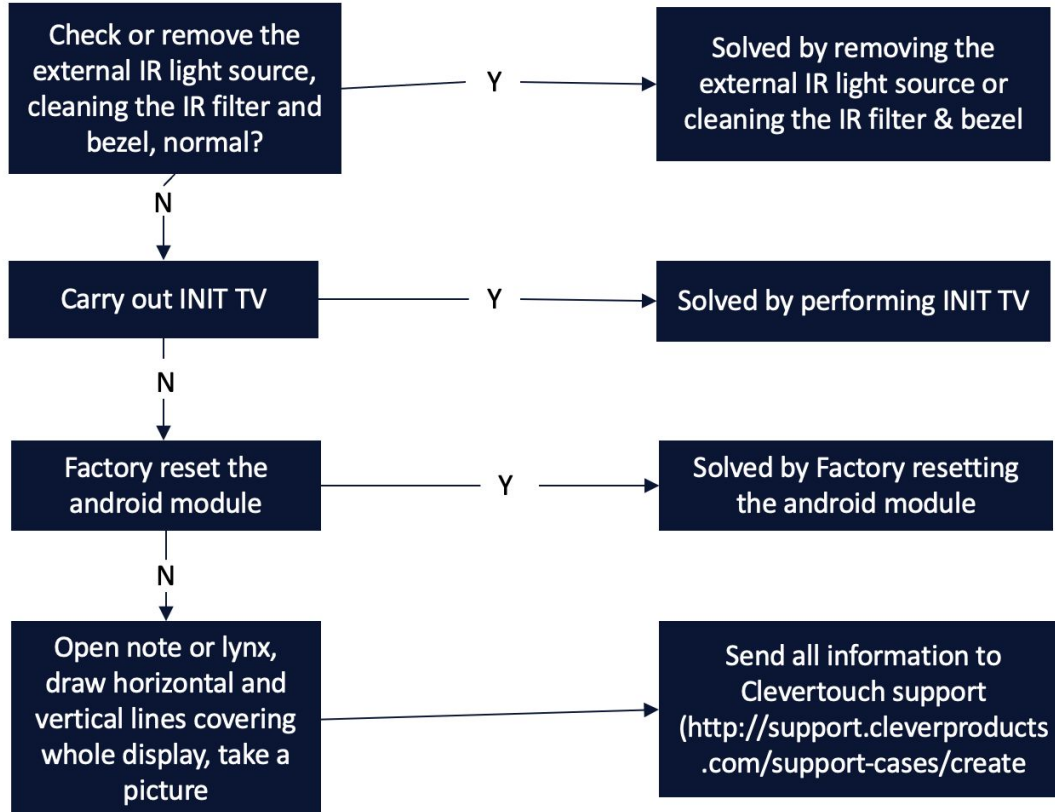 Check or remove the
external IR light source,
cleaning the IR filter and
bezel, normal?
Y
Solved by removing the
external IR light source or
cleaning the IR filter & bezel
N
Carry out INIT TV
Y
Solved by performing INIT TV
N
Factory reset the
android module
Y
Solved by Factory resetting
the android module
N
Open note or lynx,
draw horizontal and
vertical lines covering
whole display, take a
picture
Send all information to
Clevertouch support
(http://support.cleverproducts
.com/support-cases/create